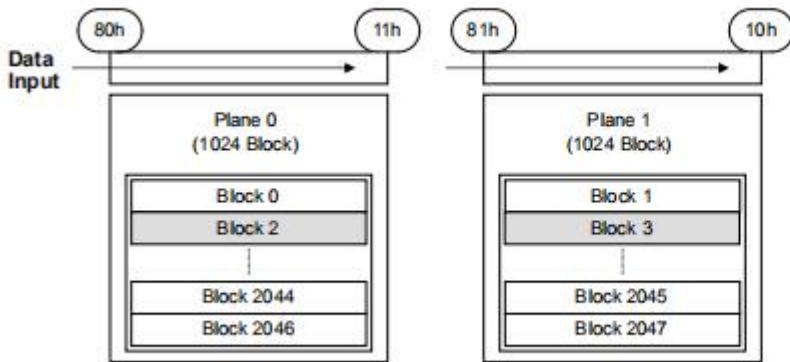 80h 11h 81h 10h
Data
Input
Plane 0
(1024 Block)
Block 0
Block 2
Block 2044
Block 2046
Plane 1
(1024 Block)
Block 1
Block 3
Block 2045
Block 2047